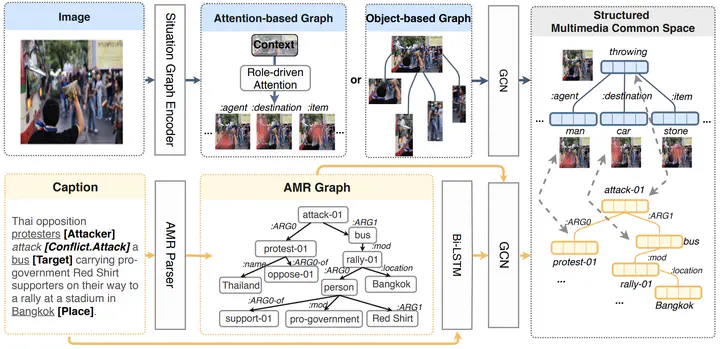 Image
Situation Graph Encoder
Attention-based Graph
Context
Role-driven
Attention
:agent :destination :item
...
...
or
Object-based Graph
GCN
Structured
Multimedia Common Space
throwing
:agent :destination :item
...
...
man car stone
attack-01
:ARG0 :ARG1
protest-01
bus
:mod
rally-01
:location
Bangkok
...
...
Caption
Thai opposition
protesters [Attacker]
attack [Conflict.Attack] a
bus [Target] carrying pro-
government Red Shirt
supporters on their way to
a rally at a stadium in
Bangkok [Place].
AMR Parser
AMR Graph
attack-01
:ARG0 :ARG1
protest-01
bus
:name :ARG0-of
:mod
Thailand
oppose-01
rally-01
:ARG0 :location
person
Bangkok
:ARG0-of :mod :ARG1
support-01
pro-government
Red Shirt
Bi-LSTM
GCN